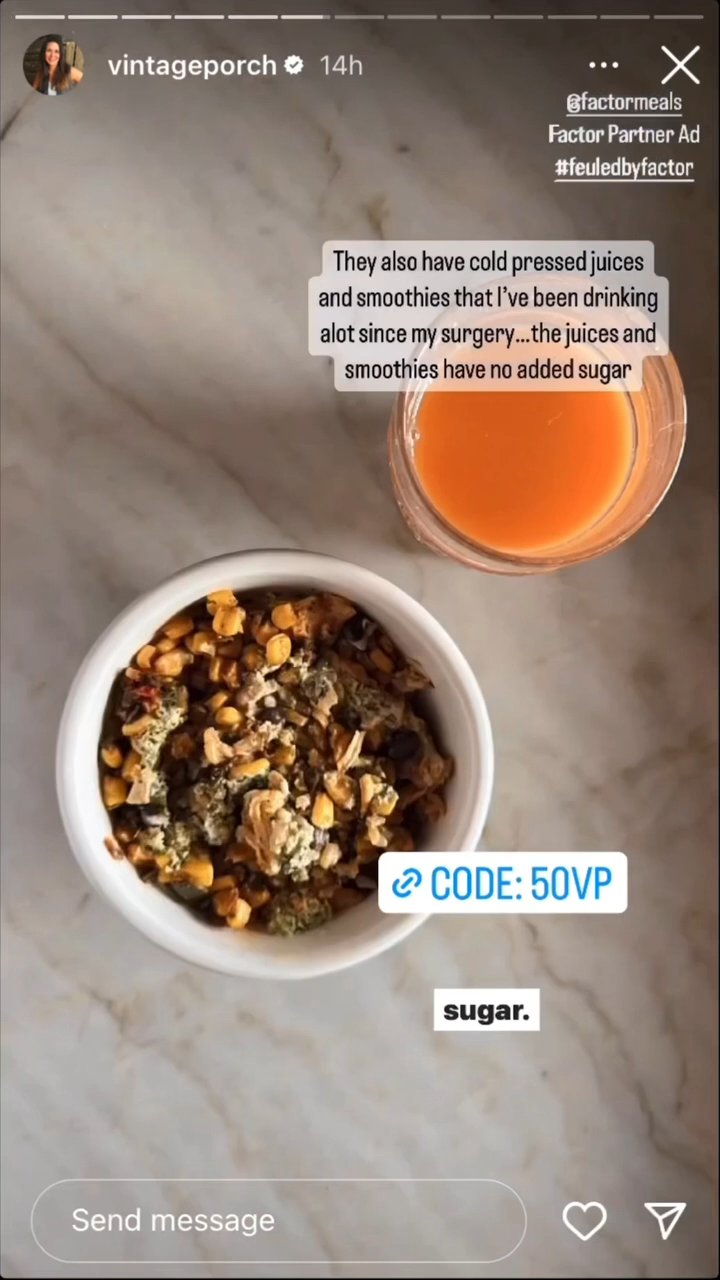 vintageporch 14h
@factormeals
Factor Partner Ad
#feuledbyfactor
They also have cold pressed juices
and smoothies that I've been drinking
alot since my surgery...the juices and
smoothies have no added sugar
CODE: 50VP
sugar.
Send message